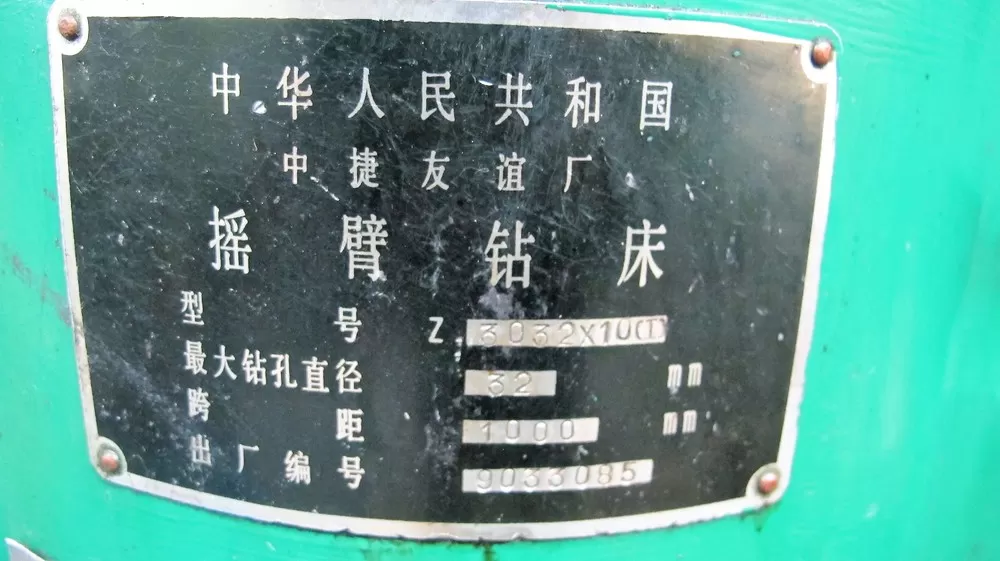 中华人民共和国
中捷友谊厂
摇臂钻床
型号 Z 3032X10(T)
最大钻孔直径 32 mm
跨距 1000 mm
出厂编号 9033085